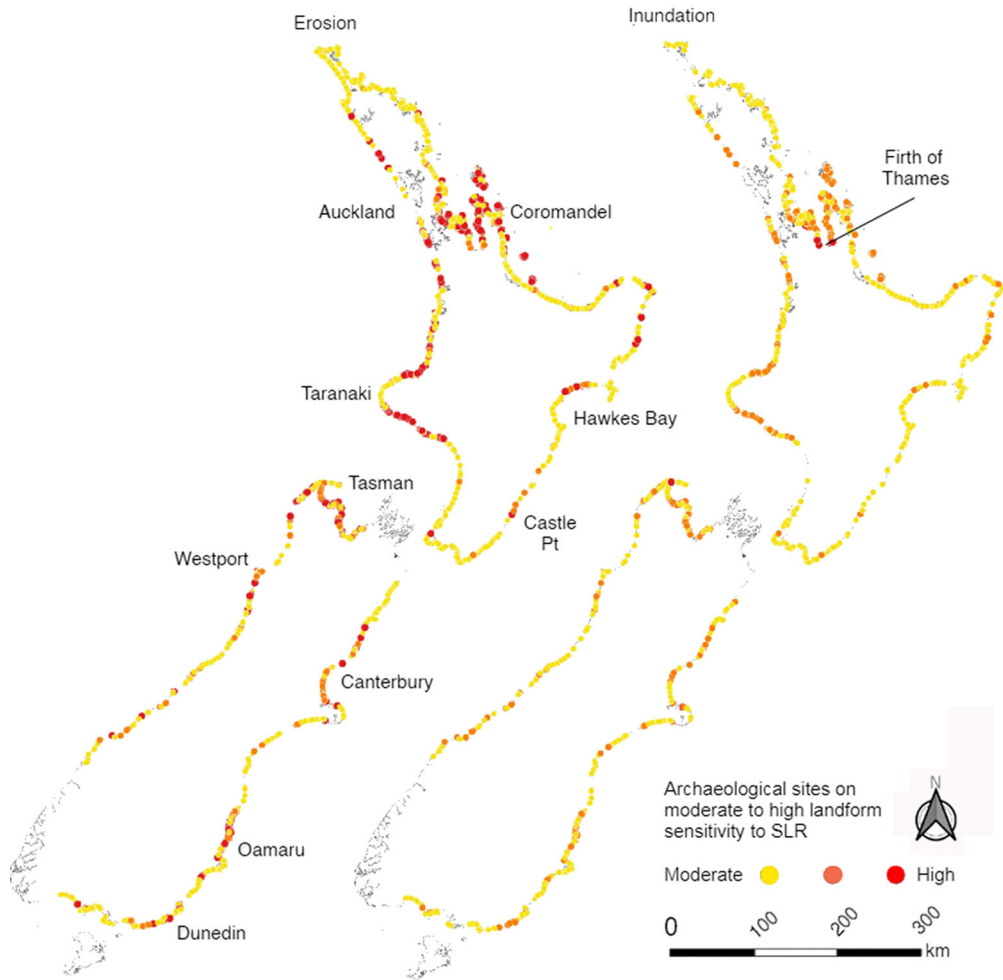 Erosion
Inundation
Firth of
Thames
Auckland
Coromandel
Taranaki
Hawkes Bay
Tasman
Castle
Pt
Westport
Canterbury
Oamaru
Dunedin
Archaeological sites on
moderate to high landform
sensitivity to SLR
N
Moderate
High
0
100
200
300
km